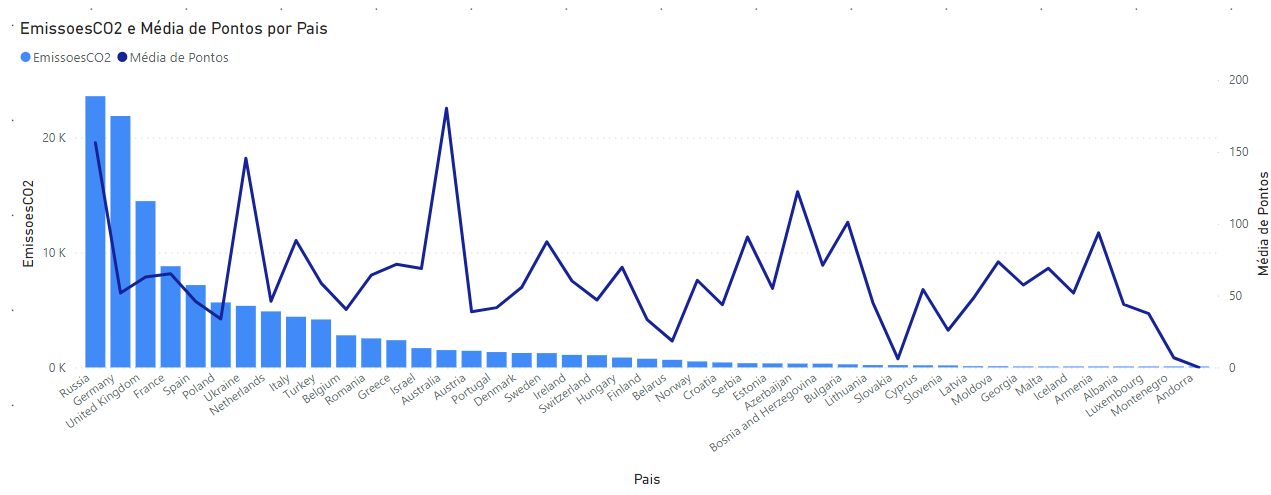 EmissoesCO2 e Média de Pontos por Pais
EmissoesCO2 Média de Pontos
200
20 K
150
100
10 K
50
0 K
0
EmissoesCO2
Média de Pontos
Russia
Germany
United Kingdom
France
Spain
Poland
Ukraine
Netherlands
Italy
Turkey
Belgium
Romania
Greece
Israel
Australia
Austria
Portugal
Denmark
Sweden
Ireland
Switzerland
Hungary
Finland
Belarus
Norway
Croatia
Serbia
Estonia
Azerbaijan
Bosnia and Herzegovina
Bulgaria
Lithuania
Slovakia
Cyprus
Slovenia
Latvia
Moldova
Georgia
Malta
Iceland
Armenia
Albania
Luxembourg
Montenegro
Andorra
Pais